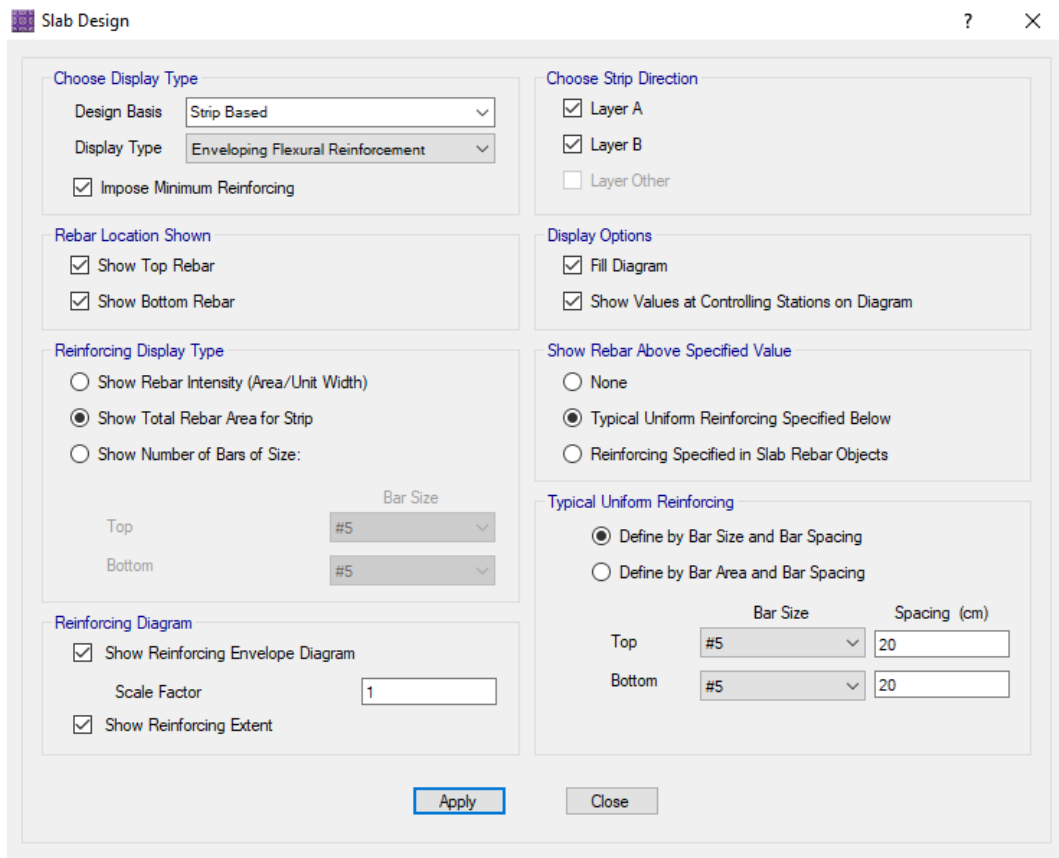 Slab Design
?
Choose Display Type
Design Basis Strip Based
Display Type Enveloping Flexural Reinforcement
Impose Minimum Reinforcing
Choose Strip Direction
Layer A
Layer B
Layer Other
Rebar Location Shown
Show Top Rebar
Show Bottom Rebar
Display Options
Fill Diagram
Show Values at Controlling Stations on Diagram
Reinforcing Display Type
Show Rebar Intensity (Area/Unit Width)
Show Total Rebar Area for Strip
Show Number of Bars of Size:
Bar Size
Top #5
Bottom #5
Show Rebar Above Specified Value
None
Typical Uniform Reinforcing Specified Below
Reinforcing Specified in Slab Rebar Objects
Typical Uniform Reinforcing
Define by Bar Size and Bar Spacing
Define by Bar Area and Bar Spacing
Bar Size Spacing (cm)
Top #5 20
Bottom #5 20
Reinforcing Diagram
Show Reinforcing Envelope Diagram
Scale Factor 1
Show Reinforcing Extent
Apply Close